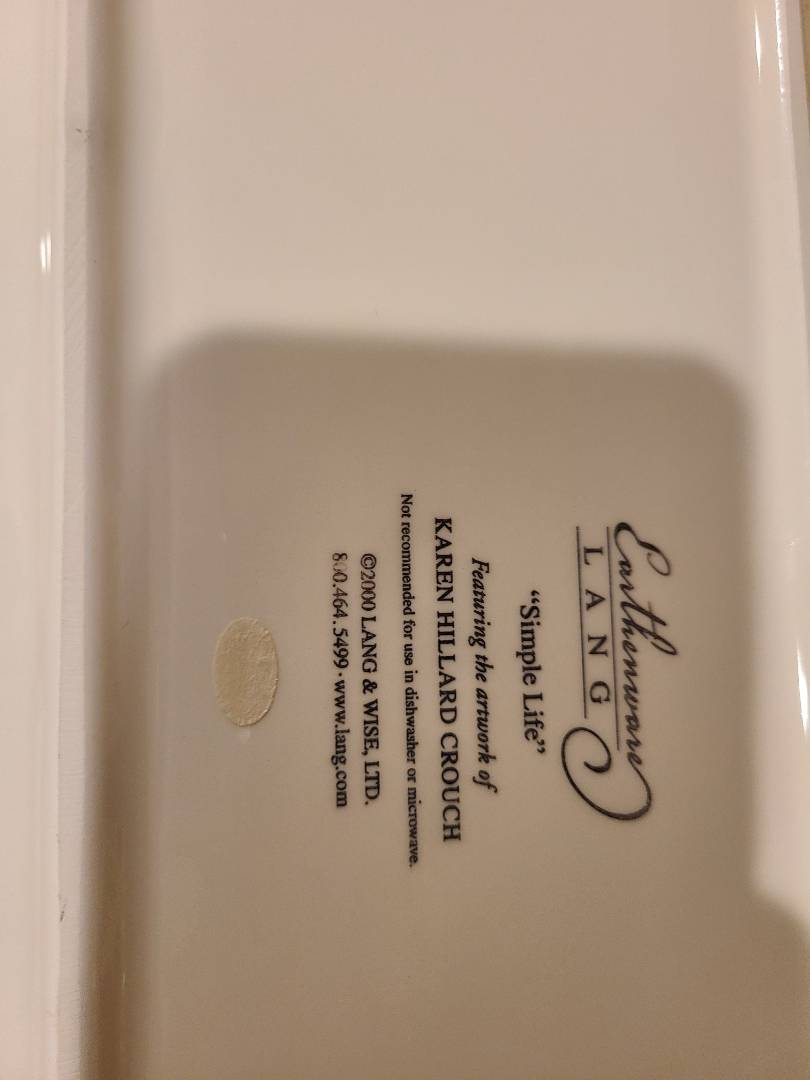 Earthenware
LANG
“Simple Life”
Featuring the artwork of
KAREN HILLARD CROUCH
Not recommended for use in dishwasher or microwave.
©2000 LANG & WISE, LTD.
800.464.5499 · www.lang.com